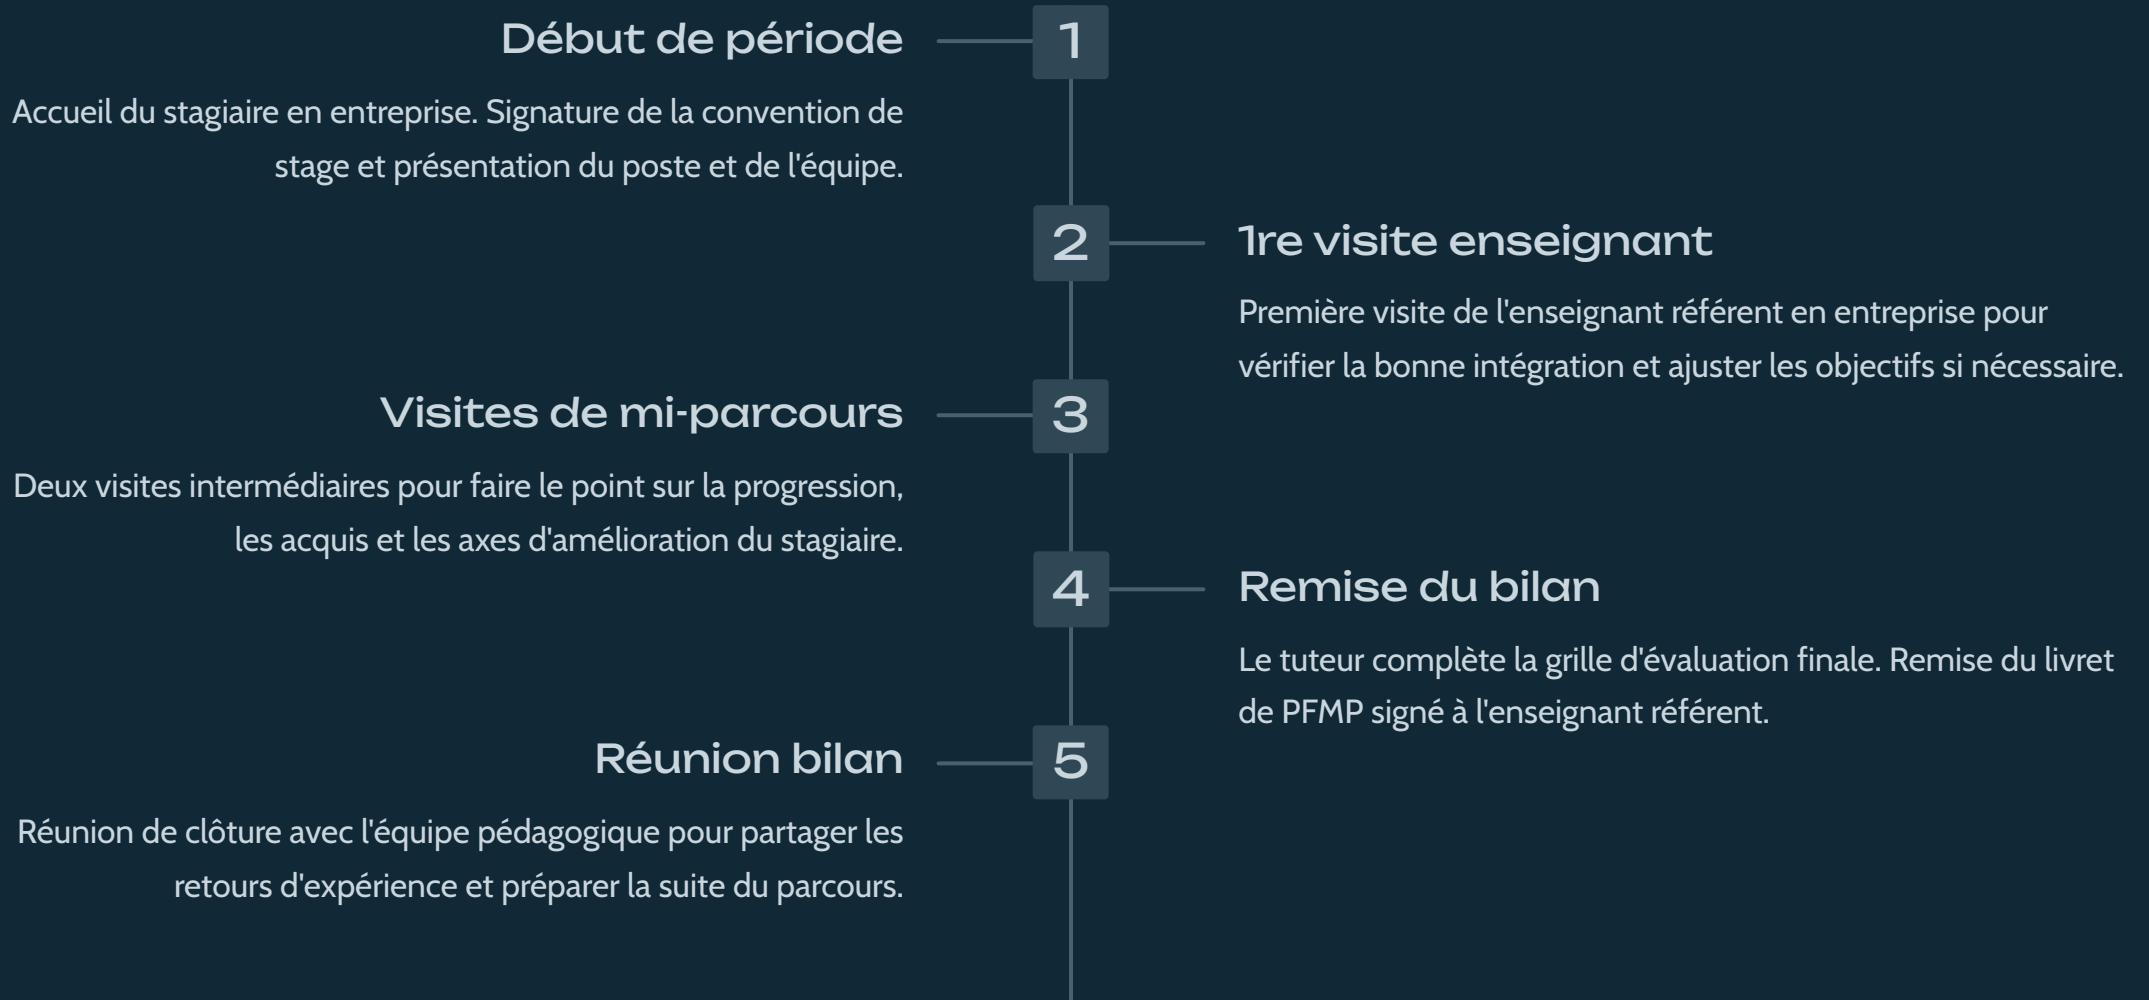 Début de période
1
Accueil du stagiaire en entreprise. Signature de la convention de
stage et présentation du poste et de l'équipe.
2
1re visite enseignant
Première visite de l'enseignant référent en entreprise pour
vérifier la bonne intégration et ajuster les objectifs si nécessaire.
Visites de mi-parcours
3
Deux visites intermédiaires pour faire le point sur la progression,
les acquis et les axes d'amélioration du stagiaire.
4
Remise du bilan
Le tuteur complète la grille d'évaluation finale. Remise du livret
de PFMP signé à l'enseignant référent.
Réunion bilan
5
Réunion de clôture avec l'équipe pédagogique pour partager les
retours d'expérience et préparer la suite du parcours.